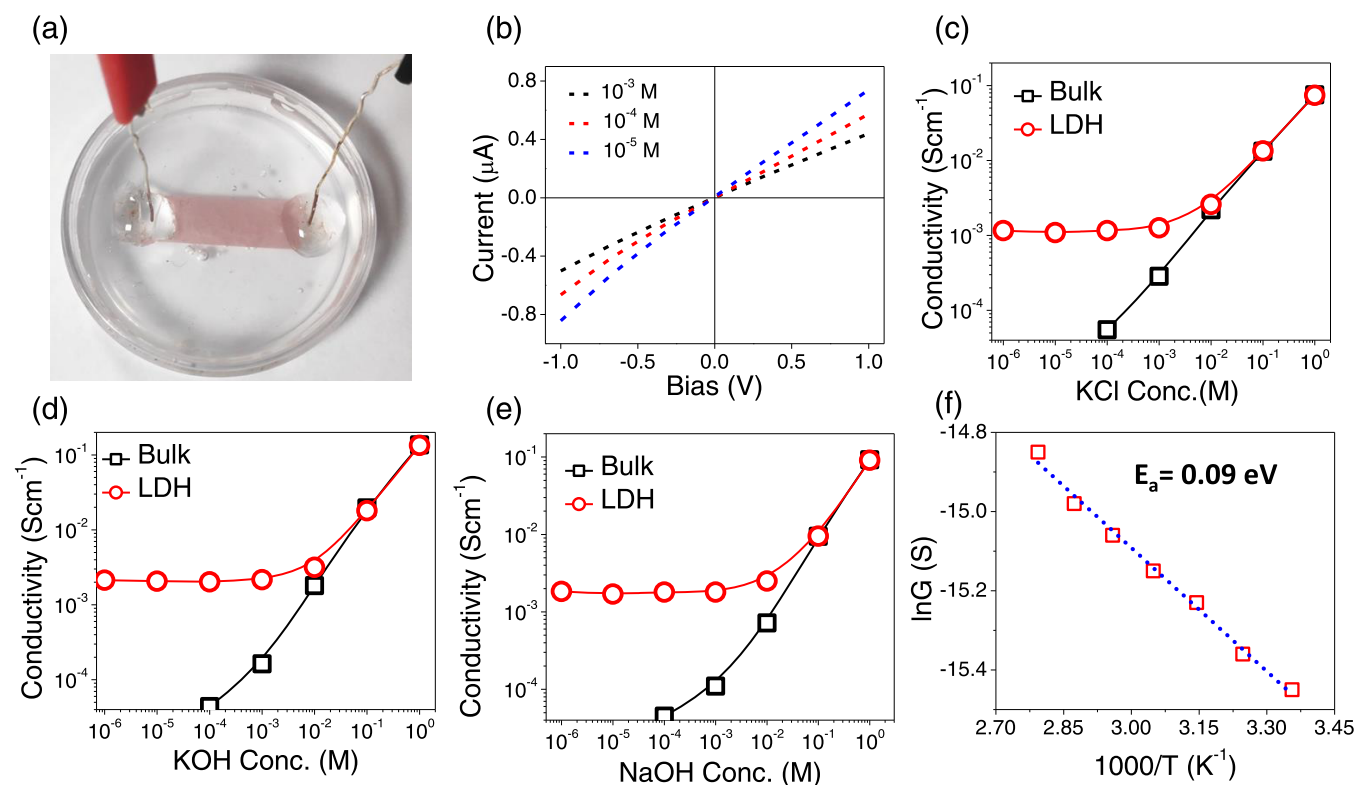 (a)
(b)
0.8
0.4
0.0
-0.4
-0.8
Current (μA)
10⁻³ M
10⁻⁴ M
10⁻⁵ M
-1.0 -0.5 0.0 0.5 1.0
Bias (V)
(c)
10⁻¹
10⁻²
10⁻³
10⁻⁴
Conductivity (Scm⁻¹)
Bulk
LDH
10⁻⁶ 10⁻⁵ 10⁻⁴ 10⁻³ 10⁻² 10⁻¹ 10⁰
KCl Conc.(M)
(d)
10⁻¹
10⁻²
10⁻³
10⁻⁴
Conductivity (Scm⁻¹)
Bulk
LDH
10⁻⁶ 10⁻⁵ 10⁻⁴ 10⁻³ 10⁻² 10⁻¹ 10⁰
KOH Conc. (M)
(e)
10⁻¹
10⁻²
10⁻³
10⁻⁴
Conductivity (Scm⁻¹)
Bulk
LDH
10⁻⁶ 10⁻⁵ 10⁻⁴ 10⁻³ 10⁻² 10⁻¹ 10⁰
NaOH Conc. (M)
(f)
-14.8
-15.0
-15.2
-15.4
lnG (S)
Eₐ= 0.09 eV
2.70 2.85 3.00 3.15 3.30 3.45
1000/T (K⁻¹)